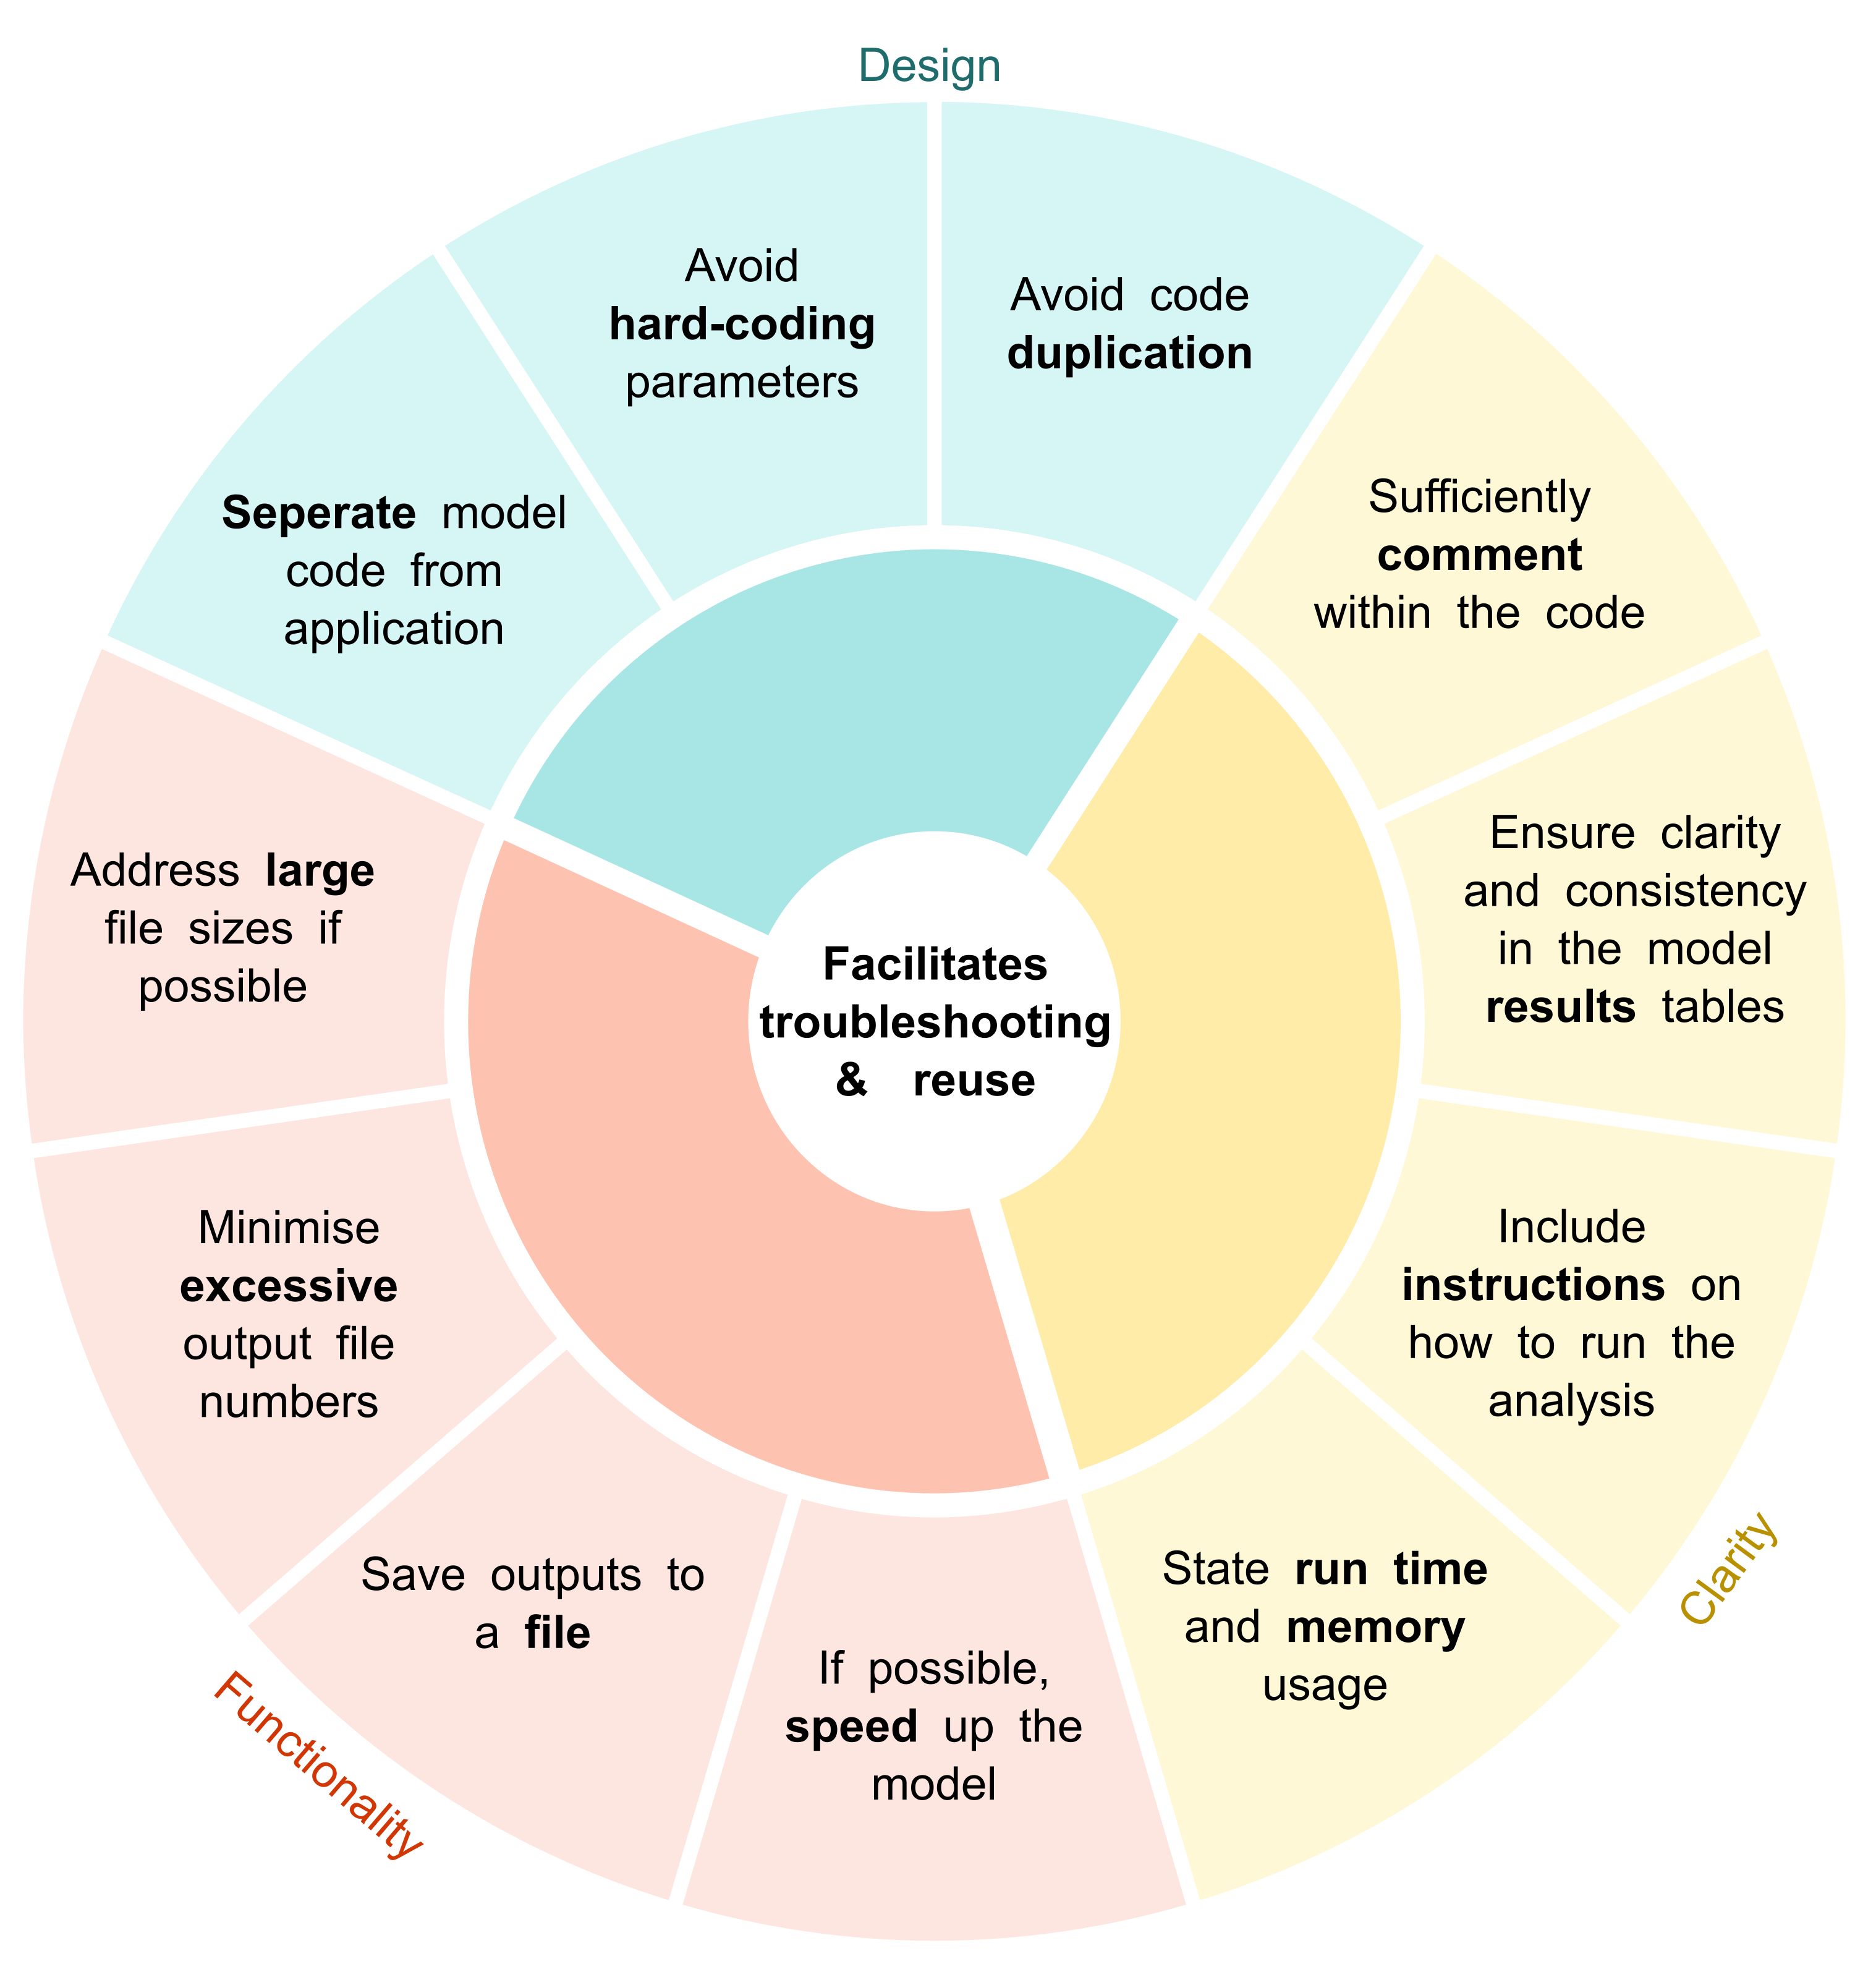 Design
Avoid
hard-coding
parameters
Avoid code
duplication
Seperate model
code from
application
Sufficiently
comment
within the code
Address large
file sizes if
possible
Ensure clarity
and consistency
in the model
results tables
Facilitates
troubleshooting
& reuse
Minimise
excessive
output file
numbers
Include
instructions on
how to run the
analysis
Save outputs to
a file
State run time
and memory
usage
If possible,
speed up the
model
Clarity
Functionality